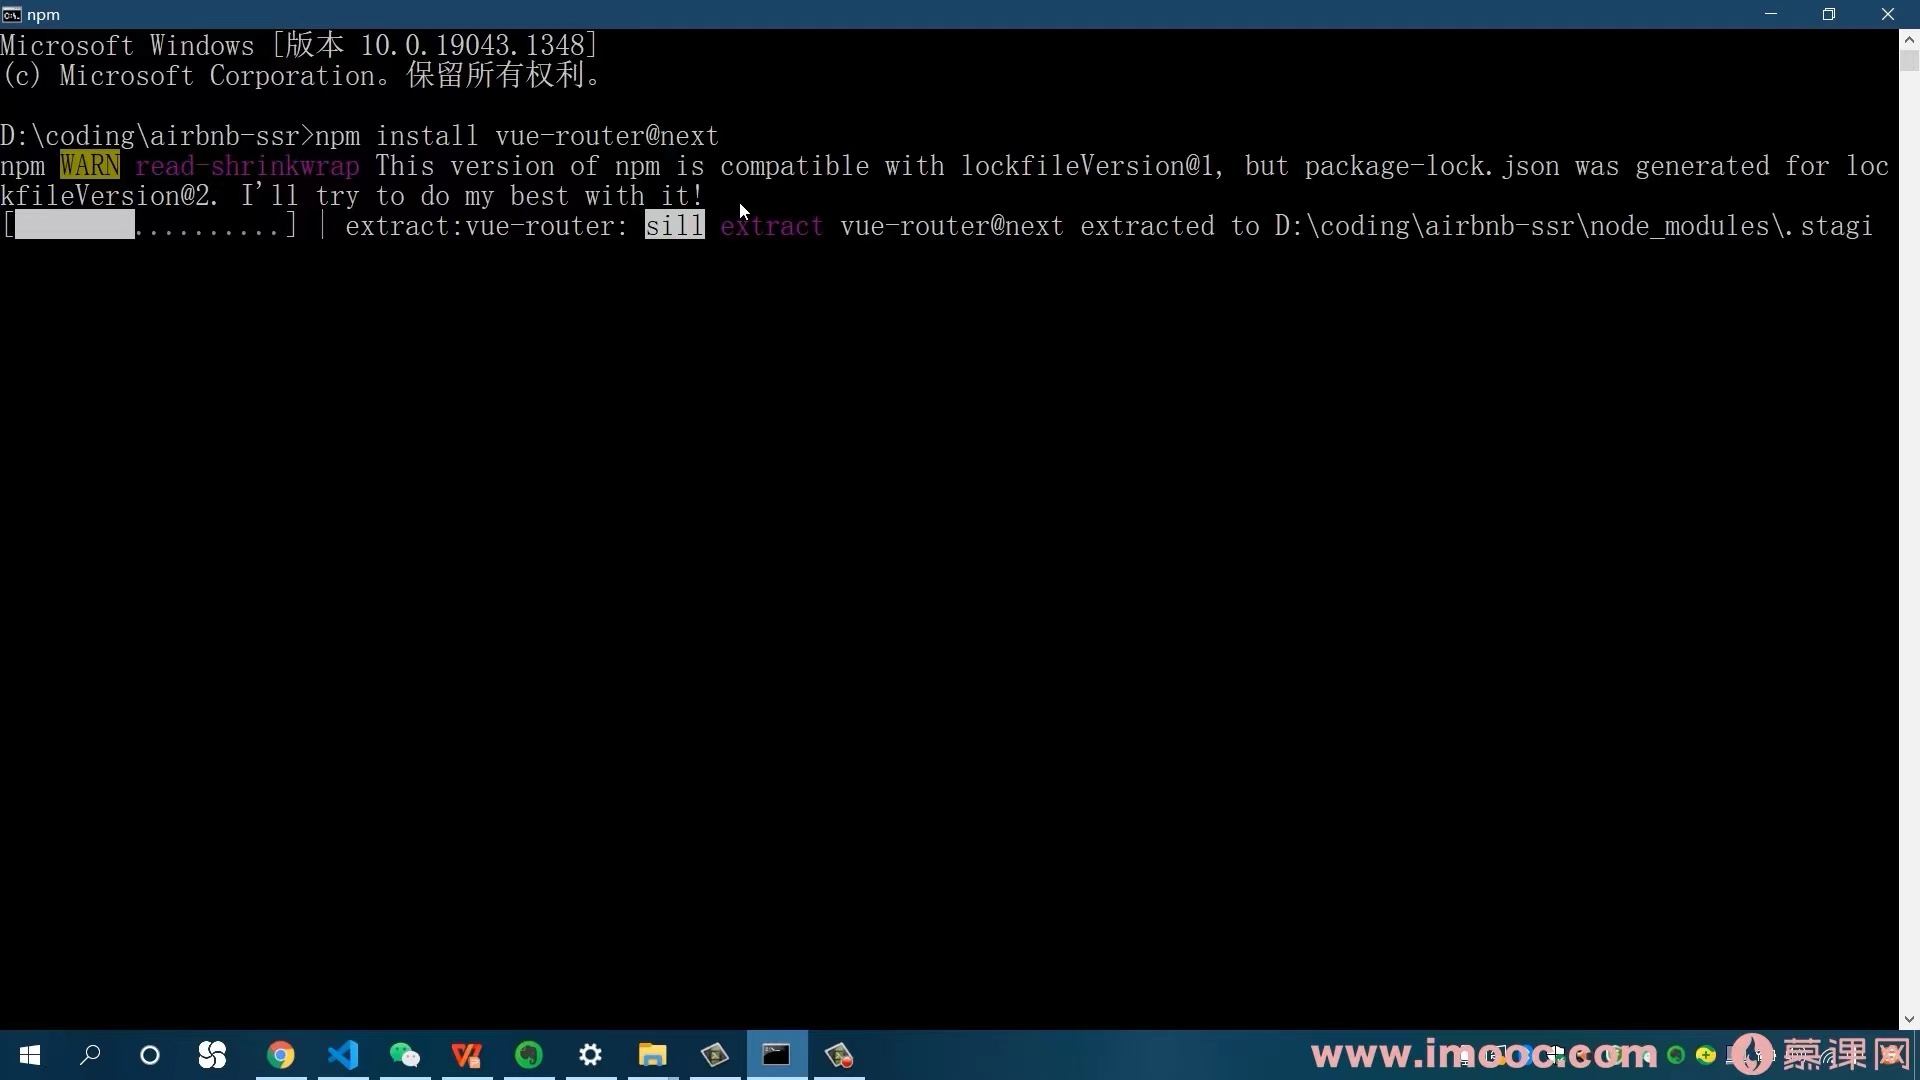 npm
Microsoft Windows [版本 10.0.19043.1348]
(c) Microsoft Corporation。保留所有权利。
D:\coding\airbnb-ssr>npm install vue-router@next
npm WARN read-shrinkwrap This version of npm is compatible with lockfileVersion@1, but package-lock.json was generated for loc
kfileVersion@2. I'll try to do my best with it!
[        ..........] | extract:vue-router: sill extract vue-router@next extracted to D:\coding\airbnb-ssr\node_modules\.stagi
www.imooc.com 慕课网